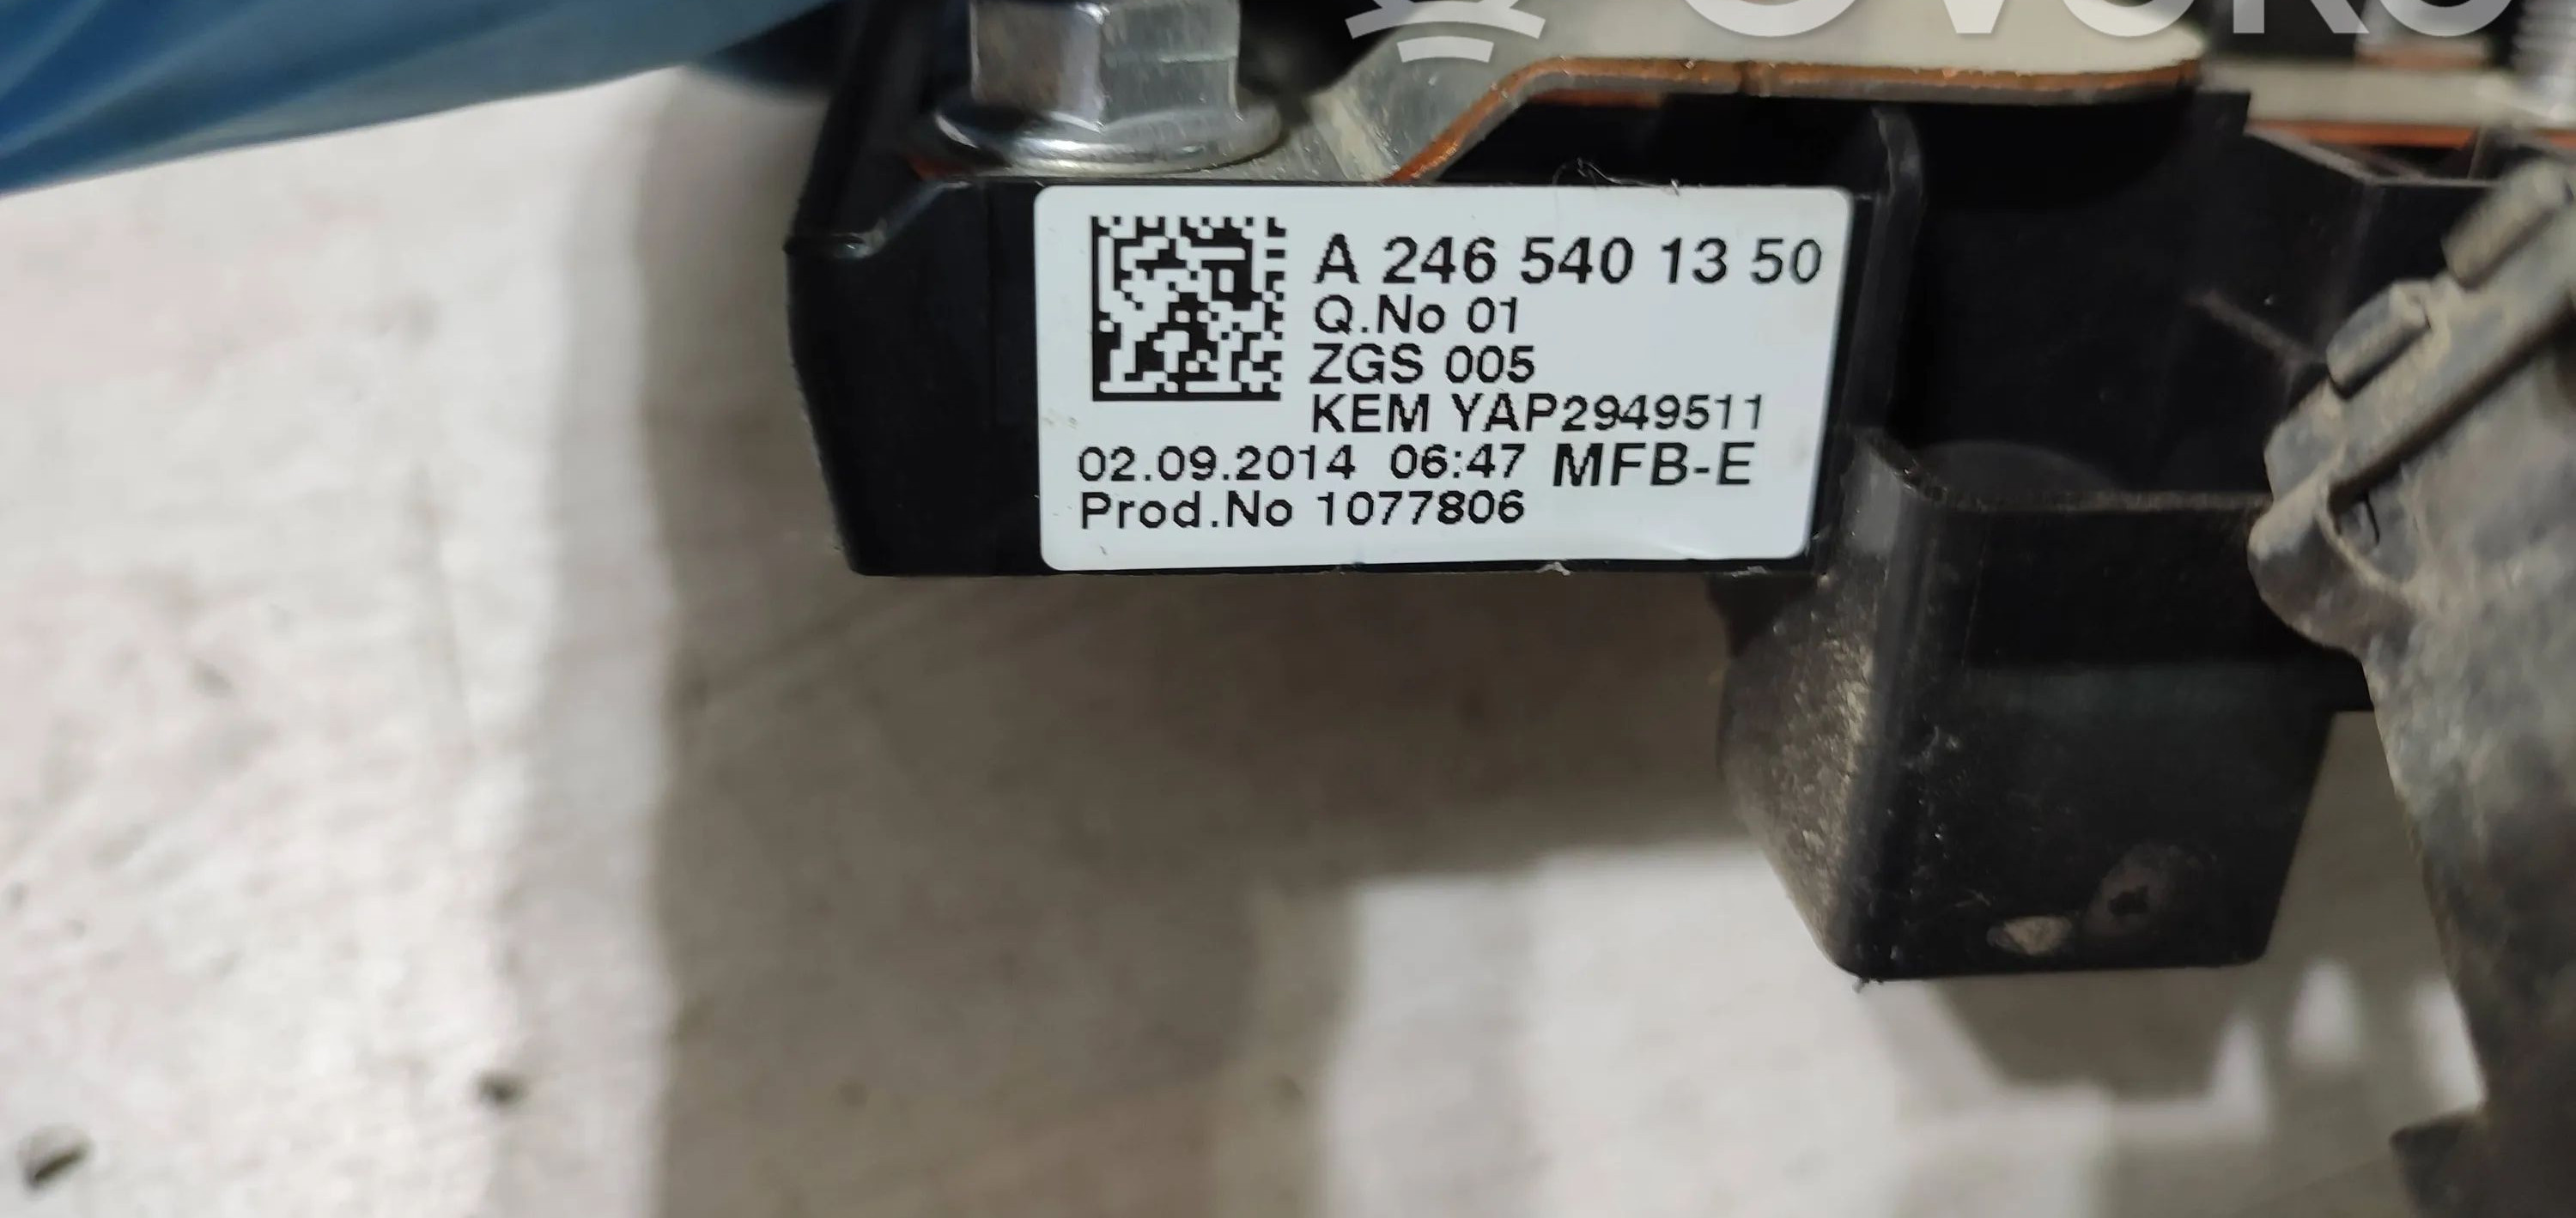 A 246 540 13 50
Q.No 01
ZGS 005
KEM YAP2949511
02.09.2014 06:47 MFB-E
Prod.No 1077806